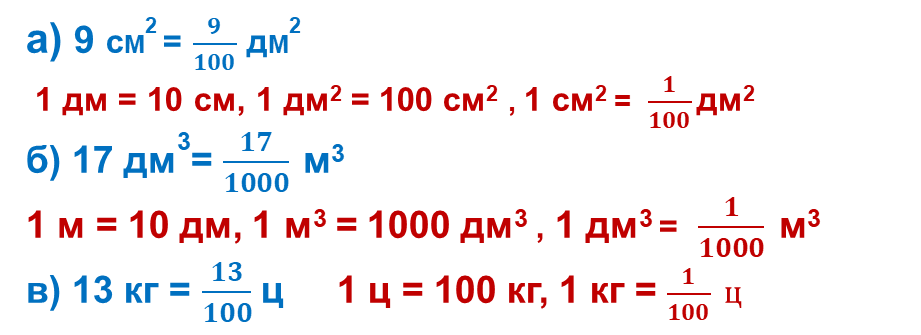 а) 9 см² = 9/100 дм²
1 дм = 10 см, 1 дм² = 100 см² , 1 см² = 1/100 дм²
б) 17 дм³ = 17/1000 м³
1 м = 10 дм, 1 м³ = 1000 дм³ , 1 дм³ = 1/1000 м³
в) 13 кг = 13/100 ц 1 ц = 100 кг, 1 кг = 1/100 ц